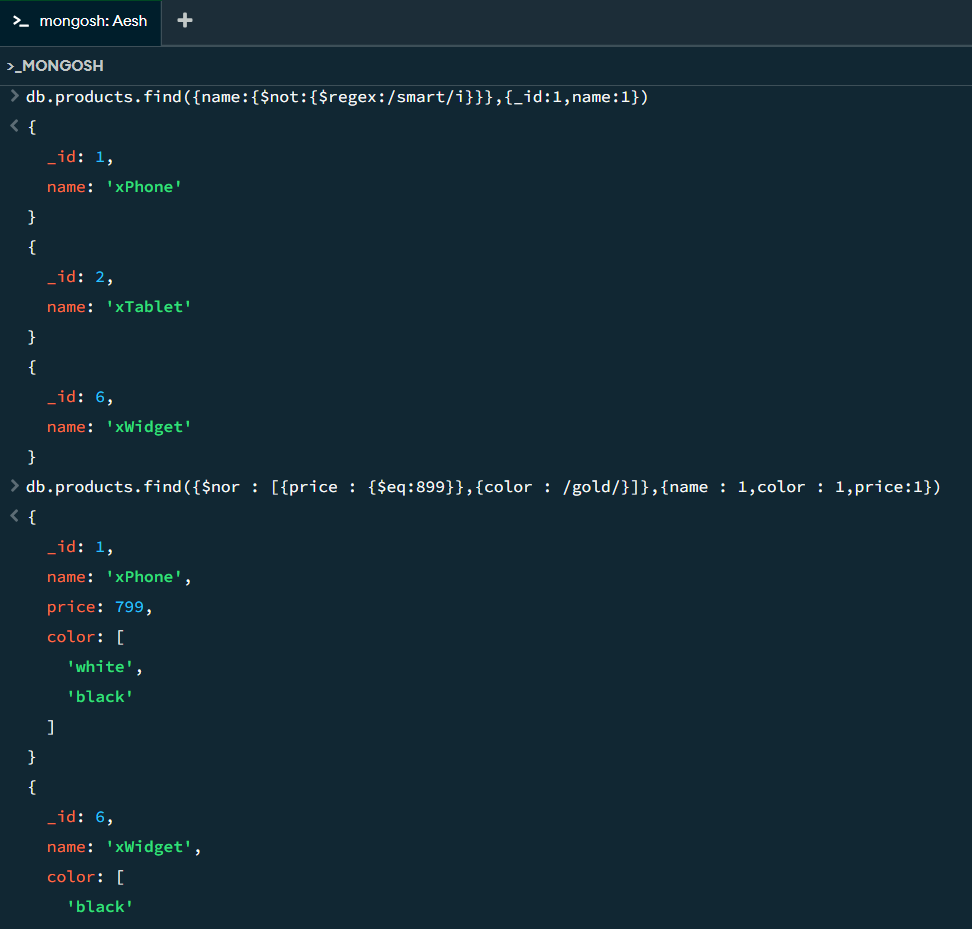 >_ mongosh: Aesh +
>_MONGOSH
> db.products.find({name:{$not:{$regex:/smart/i}}},{_id:1,name:1})
< {
_id: 1,
name: 'xPhone'
}
{
_id: 2,
name: 'xTablet'
}
{
_id: 6,
name: 'xWidget'
}
> db.products.find({$nor : [{price : {$eq:899}},{color : /gold/}]},{name : 1,color : 1,price:1})
< {
_id: 1,
name: 'xPhone',
price: 799,
color: [
'white',
'black'
]
}
{
_id: 6,
name: 'xWidget',
color: [
'black'